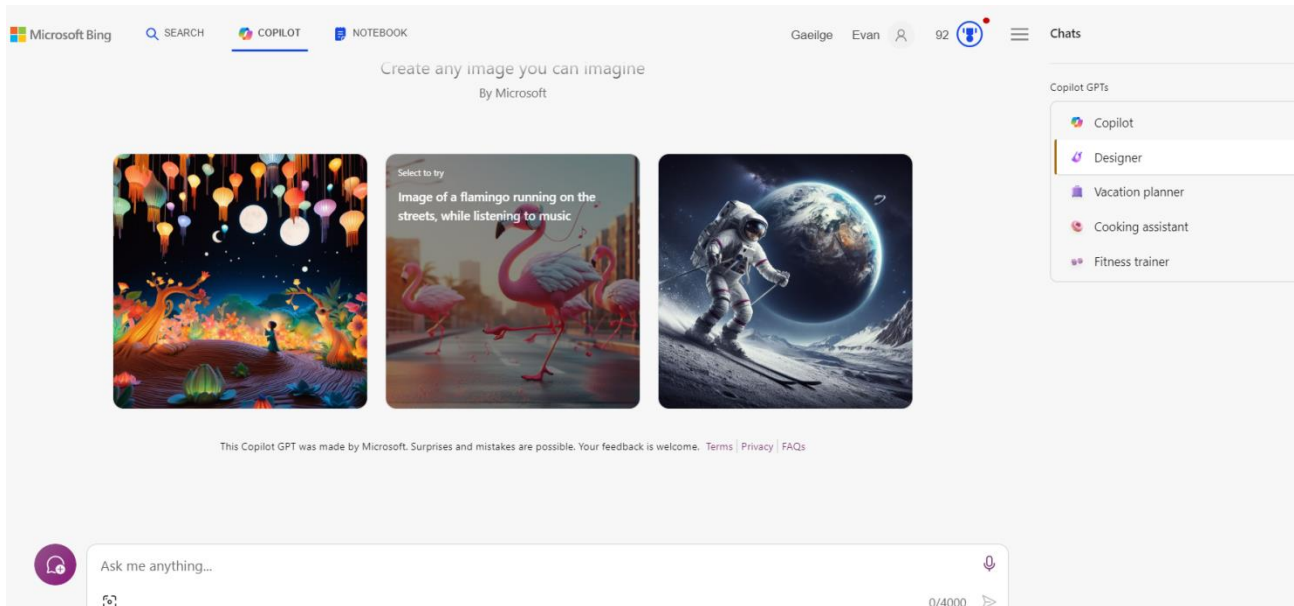 Microsoft Bing
SEARCH
COPILOT
NOTEBOOK
Gaeilge
Evan
92
Chats
Create any image you can imagine
By Microsoft
Copilot GPTs
Copilot
Designer
Vacation planner
Cooking assistant
Fitness trainer
Select to try
Image of a flamingo running on the
streets, while listening to music
This Copilot GPT was made by Microsoft. Surprises and mistakes are possible. Your feedback is welcome. Terms | Privacy | FAQs
Ask me anything...
0/4000